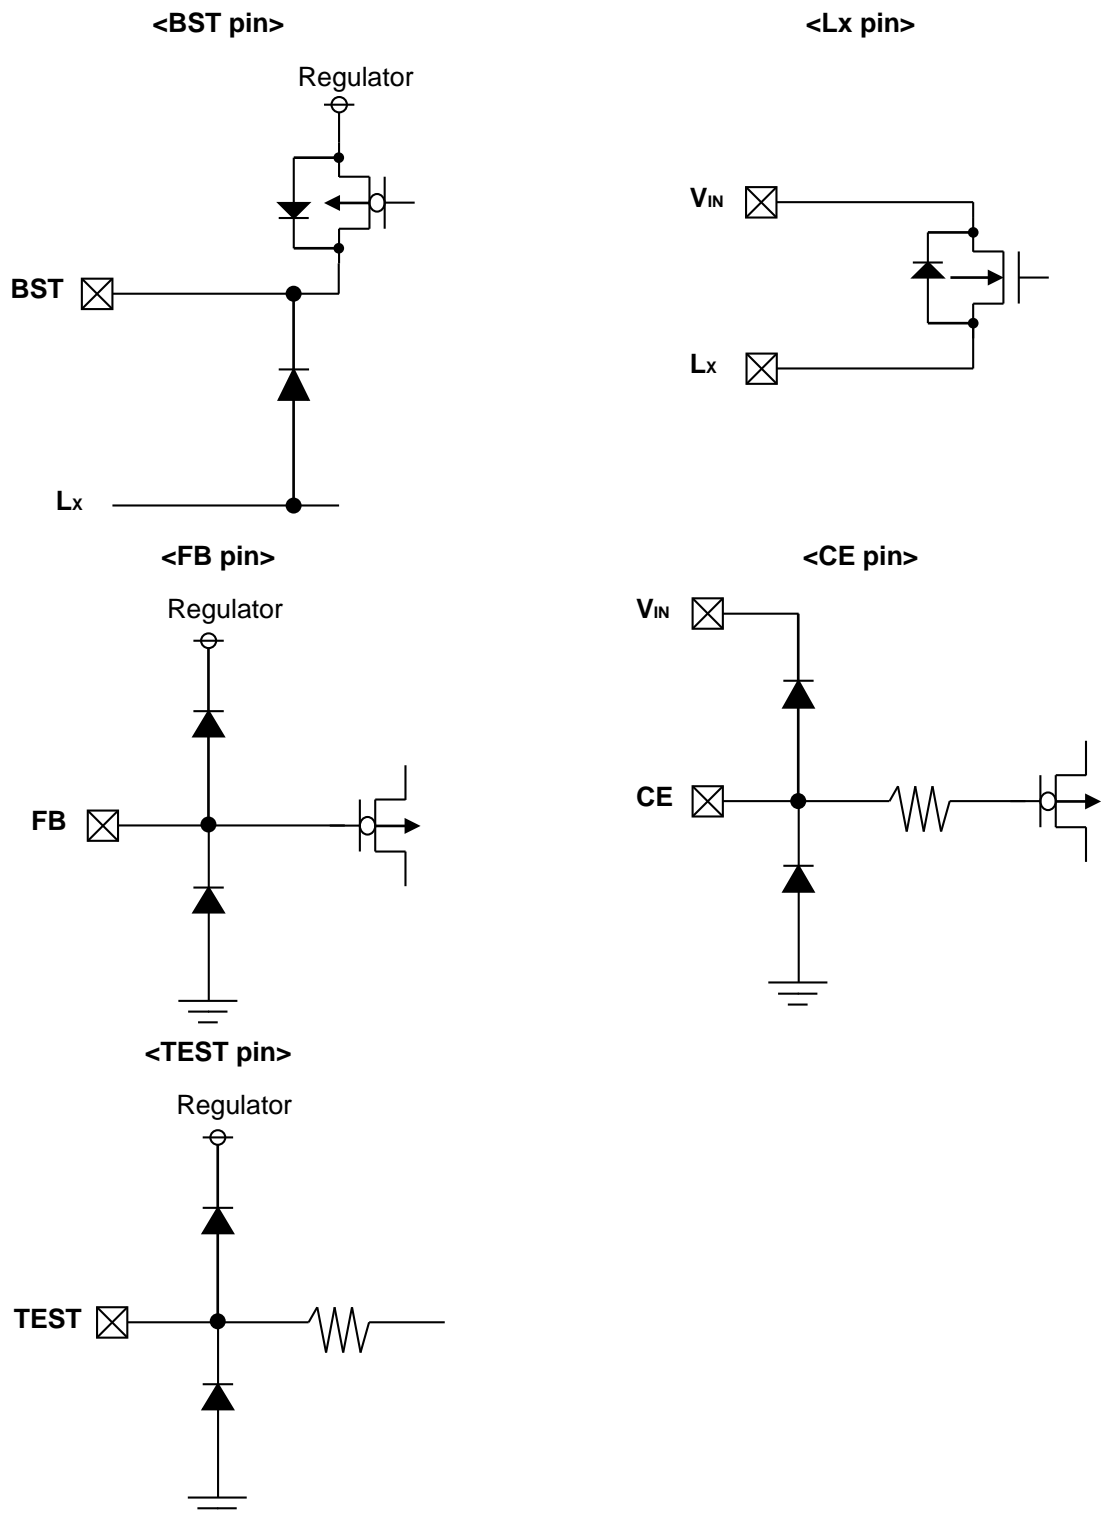 <BST pin>
Regulator
BST
Lx
<Lx pin>
VIN
Lx
<FB pin>
Regulator
FB
<CE pin>
VIN
CE
<TEST pin>
Regulator
TEST